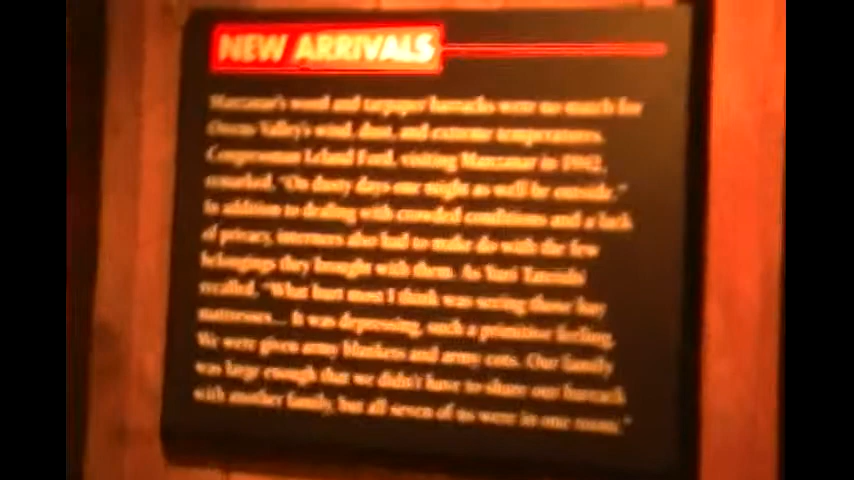 NEW ARRIVALS
Manzanar's wood and tarpaper barracks were no match for
Owens Valley's wind, dust, and extreme temperatures.
Congressman Leland Ford, visiting Manzanar in 1942,
remarked, "On dusty days one might as well be outside."
In addition to dealing with crowded conditions and a lack
of privacy, internees also had to make do with the few
belongings they brought with them. As Yuri Tateishi
recalled, "What hurt most I think was seeing those hay
mattresses... It was depressing, such a primitive feeling.
We were given army blankets and army cots. Our family
was large enough that we didn't have to share our barrack
with another family, but all seven of us were in one room."